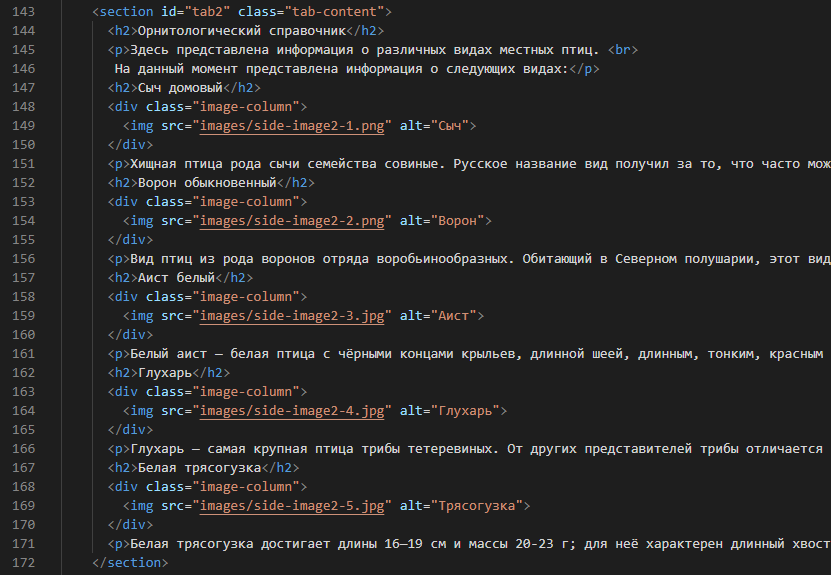 143 <section id="tab2" class="tab-content">
144 <h2>Орнитологический справочник</h2>
145 <p>Здесь представлена информация о различных видах местных птиц. <br>
146 На данный момент представлена информация о следующих видах:</p>
147 <h2>Сыч домовый</h2>
148 <div class="image-column">
149 <img src="images/side-image2-1.png" alt="Сыч">
150 </div>
151 <p>Хищная птица рода сычи семейства совиные. Русское название вид получил за то, что часто мож
152 <h2>Ворон обыкновенный</h2>
153 <div class="image-column">
154 <img src="images/side-image2-2.png" alt="Ворон">
155 </div>
156 <p>Вид птиц из рода воронов отряда воробьинообразных. Обитающий в Северном полушарии, этот вид
157 <h2>Аист белый</h2>
158 <div class="image-column">
159 <img src="images/side-image2-3.jpg" alt="Аист">
160 </div>
161 <p>Белый аист — белая птица с чёрными концами крыльев, длинной шеей, длинным, тонким, красным
162 <h2>Глухарь</h2>
163 <div class="image-column">
164 <img src="images/side-image2-4.jpg" alt="Глухарь">
165 </div>
166 <p>Глухарь — самая крупная птица трибы тетеревиных. От других представителей трибы отличается
167 <h2>Белая трясогузка</h2>
168 <div class="image-column">
169 <img src="images/side-image2-5.jpg" alt="Трясогузка">
170 </div>
171 <p>Белая трясогузка достигает длины 16—19 см и массы 20-23 г; для неё характерен длинный хвост
172 </section>